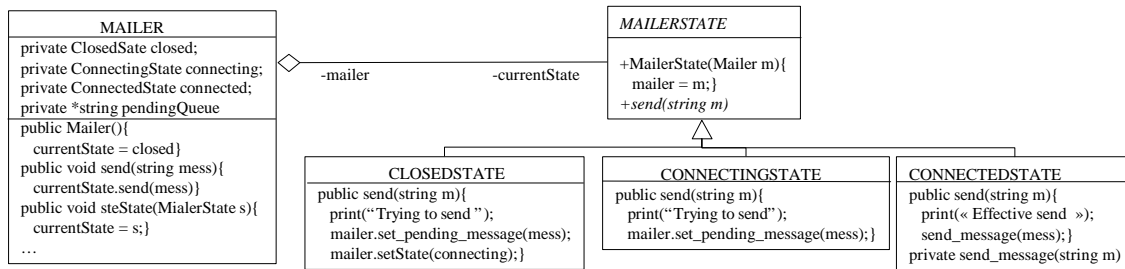 MAILER
private ClosedSate closed;
private ConnectingState connecting;
private ConnectedState connected;
private *string pendingQueue
public Mailer(){
currentState = closed}
public void send(string mess){
currentState.send(mess)}
public void steState(MialerState s){
currentState = s;}
…
-mailer
-currentState
MAILERSTATE
+MailerState(Mailer m){
mailer = m;}
+send(string m)
CLOSEDSTATE
public send(string m){
print(“Trying to send ”);
mailer.set_pending_message(mess);
mailer.setState(connecting);}
CONNECTINGSTATE
public send(string m){
print(“Trying to send”);
mailer.set_pending_message(mess);}
CONNECTEDSTATE
public send(string m){
print(« Effective send »);
send_message(mess);}
private send_message(string m)